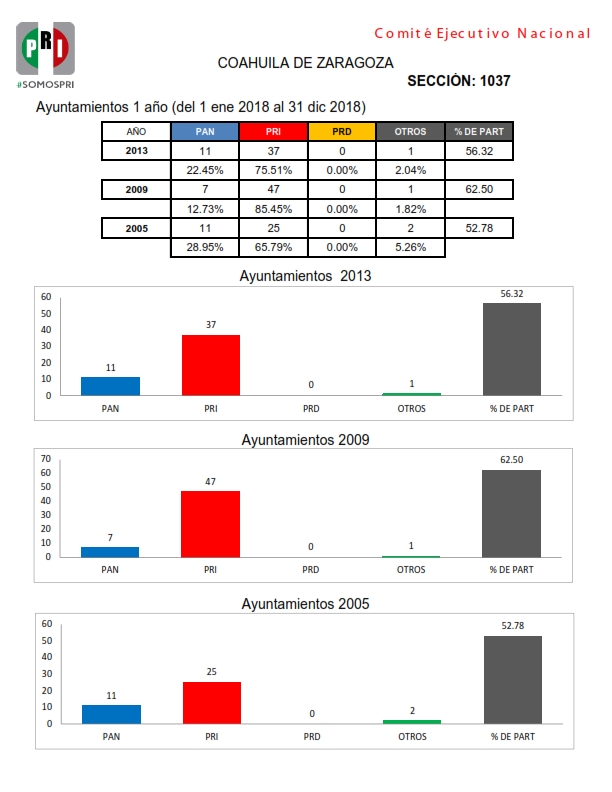 PRI
#SOMOSPRI
Comité Ejecutivo Nacional
COAHUILA DE ZARAGOZA
SECCIÓN: 1037
Ayuntamientos 1 año (del 1 ene 2018 al 31 dic 2018)
AÑO PAN PRI PRD OTROS % DE PART
2013 11 37 0 1 56.32
22.45% 75.51% 0.00% 2.04%
2009 7 47 0 1 62.50
12.73% 85.45% 0.00% 1.82%
2005 11 25 0 2 52.78
28.95% 65.79% 0.00% 5.26%
Ayuntamientos 2013
60
50
40
30
20
10
0
11 37 0 1 56.32
PAN PRI PRD OTROS % DE PART
Ayuntamientos 2009
70
60
50
40
30
20
10
0
7 47 0 1 62.50
PAN PRI PRD OTROS % DE PART
Ayuntamientos 2005
60
50
40
30
20
10
0
11 25 0 2 52.78
PAN PRI PRD OTROS % DE PART